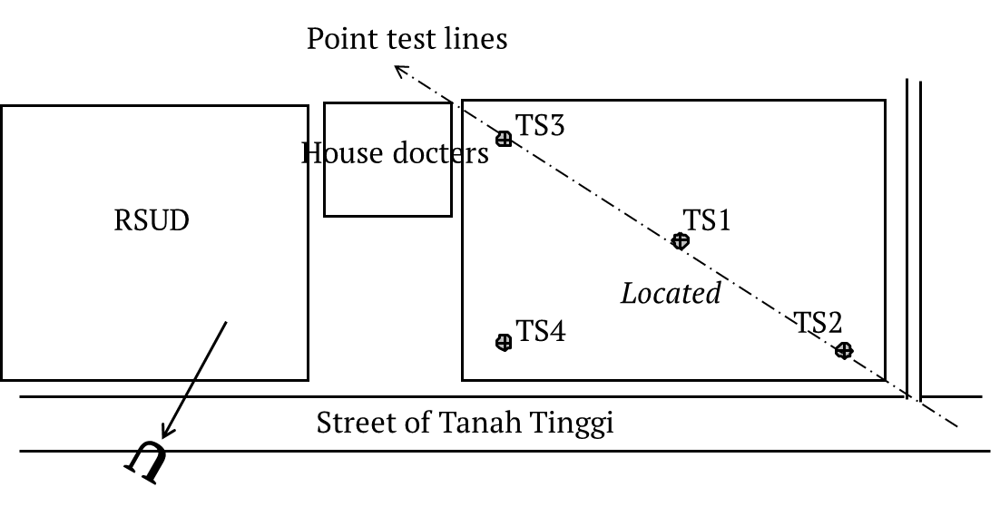 Point test lines
TS3
House docters
RSUD
TS1
Located
TS2
TS4
Street of Tanah Tinggi
U